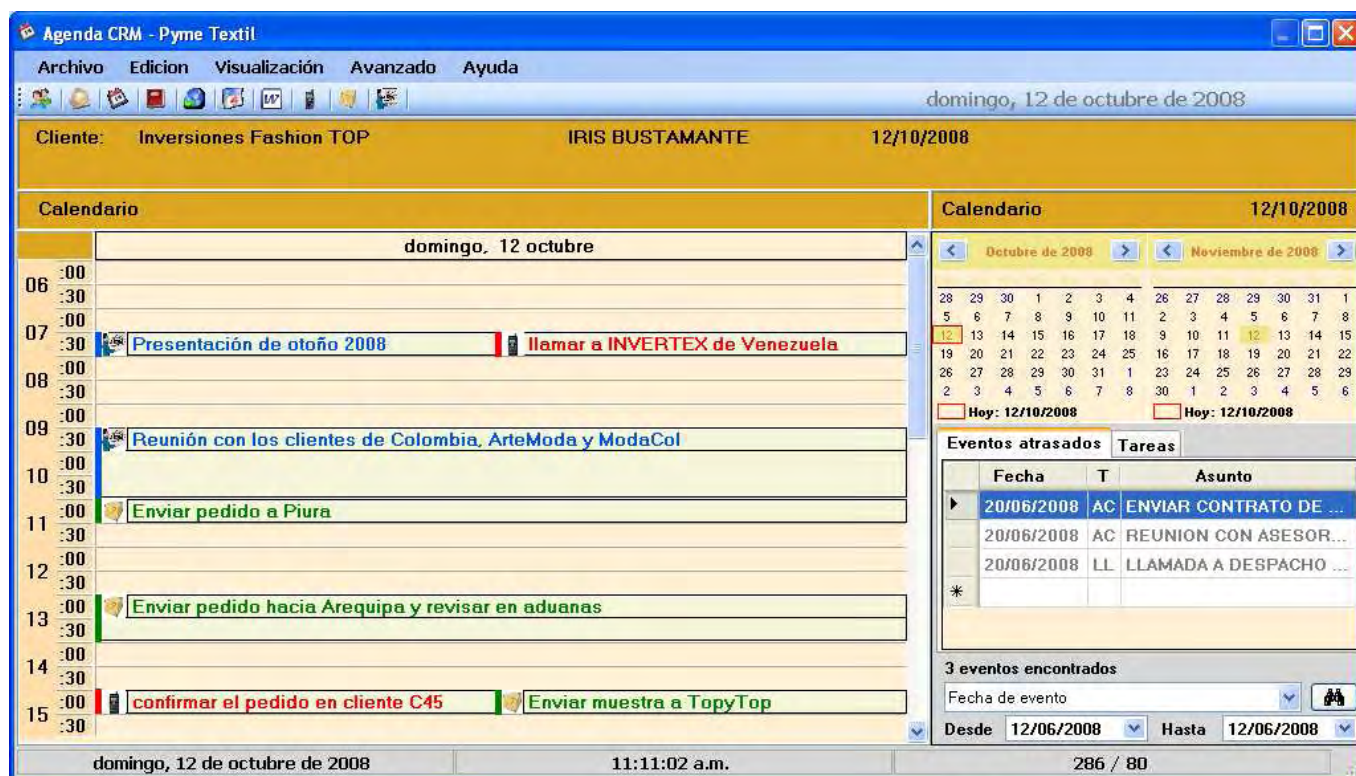 Agenda CRM - Pyme Textil
Archivo Edicion Visualización Avanzado Ayuda
domingo, 12 de octubre de 2008
Cliente: Inversiones Fashion TOP IRIS BUSTAMANTE 12/10/2008
Calendario
domingo, 12 octubre
06 :00
:30
07 :00
:30 Presentación de otoño 2008 llamar a INVERTEX de Venezuela
08 :00
:30
09 :00
:30 Reunión con los clientes de Colombia, ArteModa y ModaCol
10 :00
:30
11 :00 Enviar pedido a Piura
:30
12 :00
:30
13 :00 Enviar pedido hacia Arequipa y revisar en aduanas
:30
14 :00
:30
15 :00 confirmar el pedido en cliente C45 Enviar muestra a TopyTop
:30
Calendario 12/10/2008
Octubre de 2008 Noviembre de 2008
28 29 30 1 2 3 4 26 27 28 29 30 31 1
5 6 7 8 9 10 11 2 3 4 5 6 7 8
12 13 14 15 16 17 18 9 10 11 12 13 14 15
19 20 21 22 23 24 25 16 17 18 19 20 21 22
26 27 28 29 30 31 1 23 24 25 26 27 28 29
2 3 4 5 6 7 8 30 1 2 3 4 5 6
Hoy: 12/10/2008 Hoy: 12/10/2008
Eventos atrasados Tareas
Fecha T Asunto
20/06/2008 AC ENVIAR CONTRATO DE ...
20/06/2008 AC REUNION CON ASESOR...
20/06/2008 LL LLAMADA A DESPACHO ...
*
3 eventos encontrados
Fecha de evento
Desde 12/06/2008 Hasta 12/06/2008
domingo, 12 de octubre de 2008 11:11:02 a.m. 286 / 80